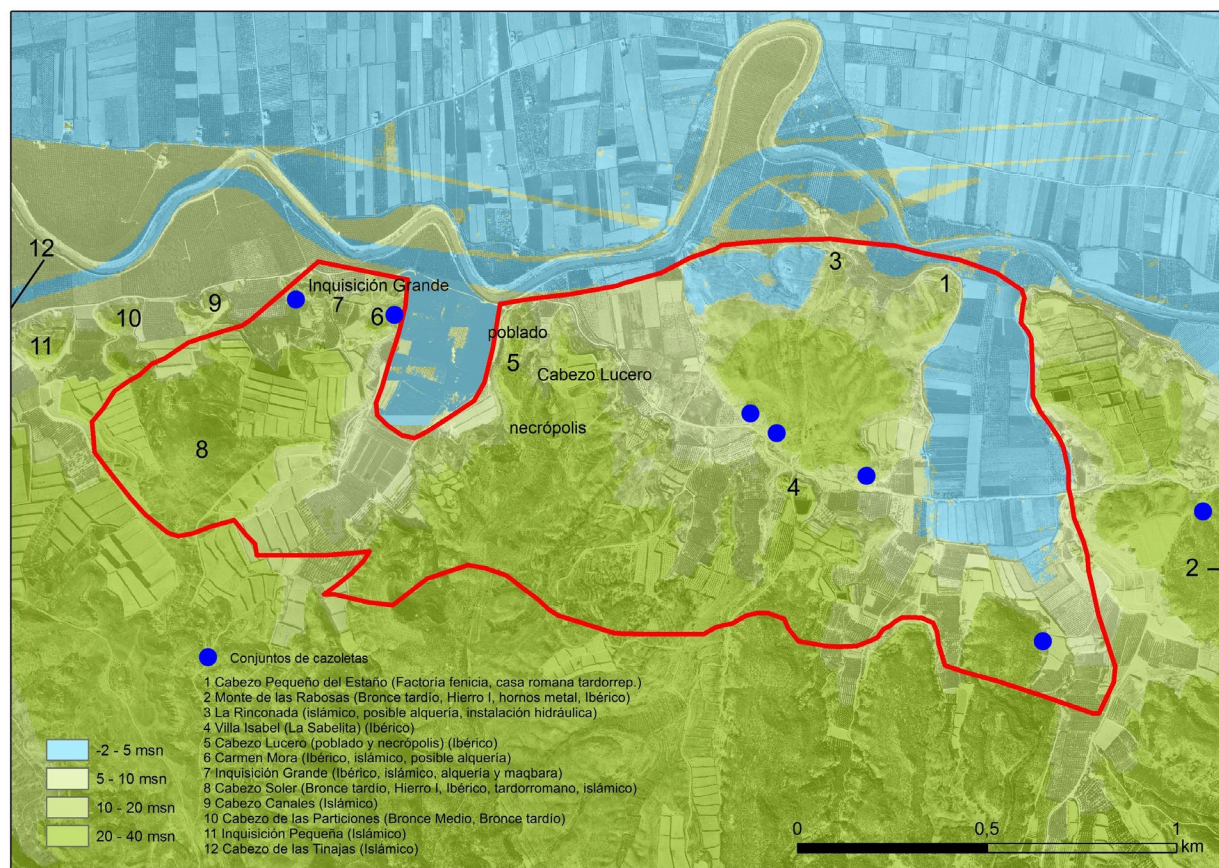 3
12
1
Inquisición Grande
9
7
10
6
11
poblado
5
Cabezo Lucero
necrópolis
8
4
2
Conjuntos de cazoletas
1 Cabezo Pequeño del Estaño (Factoria fenicia, casa romana tardorrep.)
2 Monte de las Rabosas (Bronce tardío, Hierro I, hornos metal, Ibérico)
3 La Rinconada (islámico, posible alquería, instalación hidráulica)
4 Villa Isabel (La Sabelita) (Ibérico)
5 Cabezo Lucero (poblado y necrópolis) (Ibérico)
6 Carmen Mora (Ibérico, islámico, posible alquería)
7 Inquisición Grande (Ibérico, islámico, alquería y maqbara)
8 Cabezo Soler (Bronce tardío, Hierro I, Ibérico, tardorromano, islámico)
9 Cabezo Canales (Islámico)
10 Cabezo de las Particiones (Bronce Medio, Bronce tardío)
11 Inquisición Pequeña (Islámico)
12 Cabezo de las Tinajas (Islámico)
-2 - 5 msn
5 - 10 msn
10 - 20 msn
20 - 40 msn
0 0,5 1
km